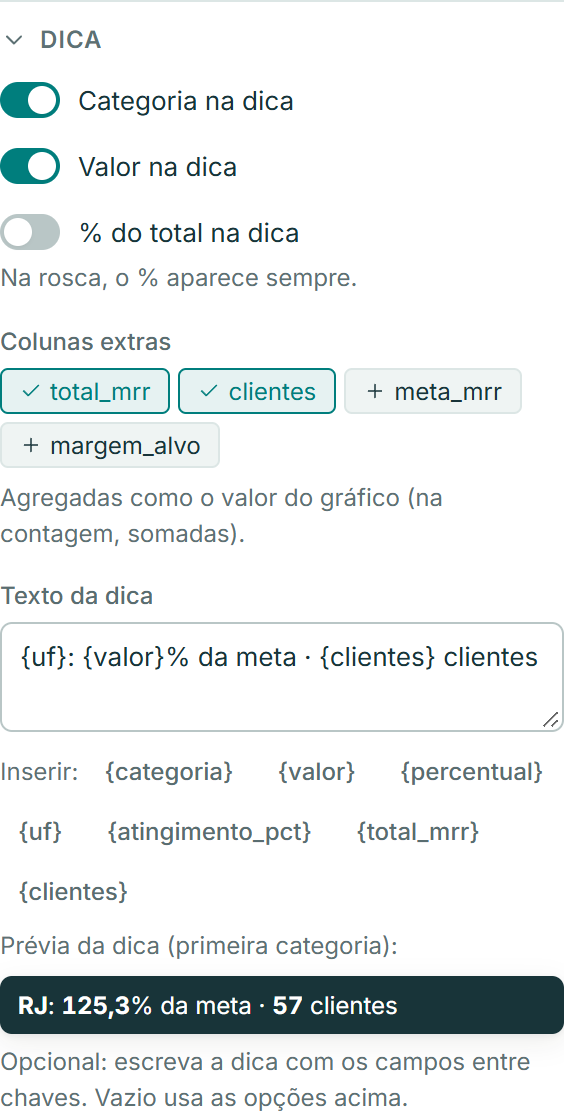 DICA
Categoria na dica
Valor na dica
% do total na dica
Na rosca, o % aparece sempre.
Colunas extras
✓ total_mrr ✓ clientes + meta_mrr
+ margem_alvo
Agregadas como o valor do gráfico (na
contagem, somadas).
Texto da dica
{uf}: {valor}% da meta · {clientes} clientes
Inserir: {categoria} {valor} {percentual}
{uf} {atingimento_pct} {total_mrr}
{clientes}
Prévia da dica (primeira categoria):
RJ: 125,3% da meta · 57 clientes
Opcional: escreva a dica com os campos entre
chaves. Vazio usa as opções acima.